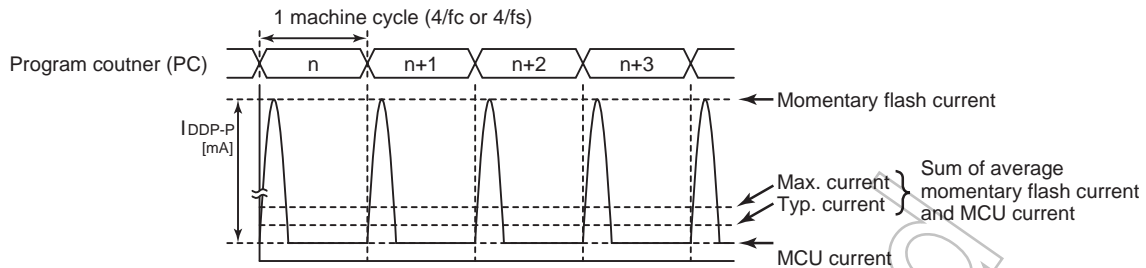 1 machine cycle (4/fc or 4/fs)
Program coutner (PC)
n
n+1
n+2
n+3
Momentary flash current
IDDP-P
[mA]
Max. current
Typ. current
Sum of average
momentary flash current
and MCU current
MCU current